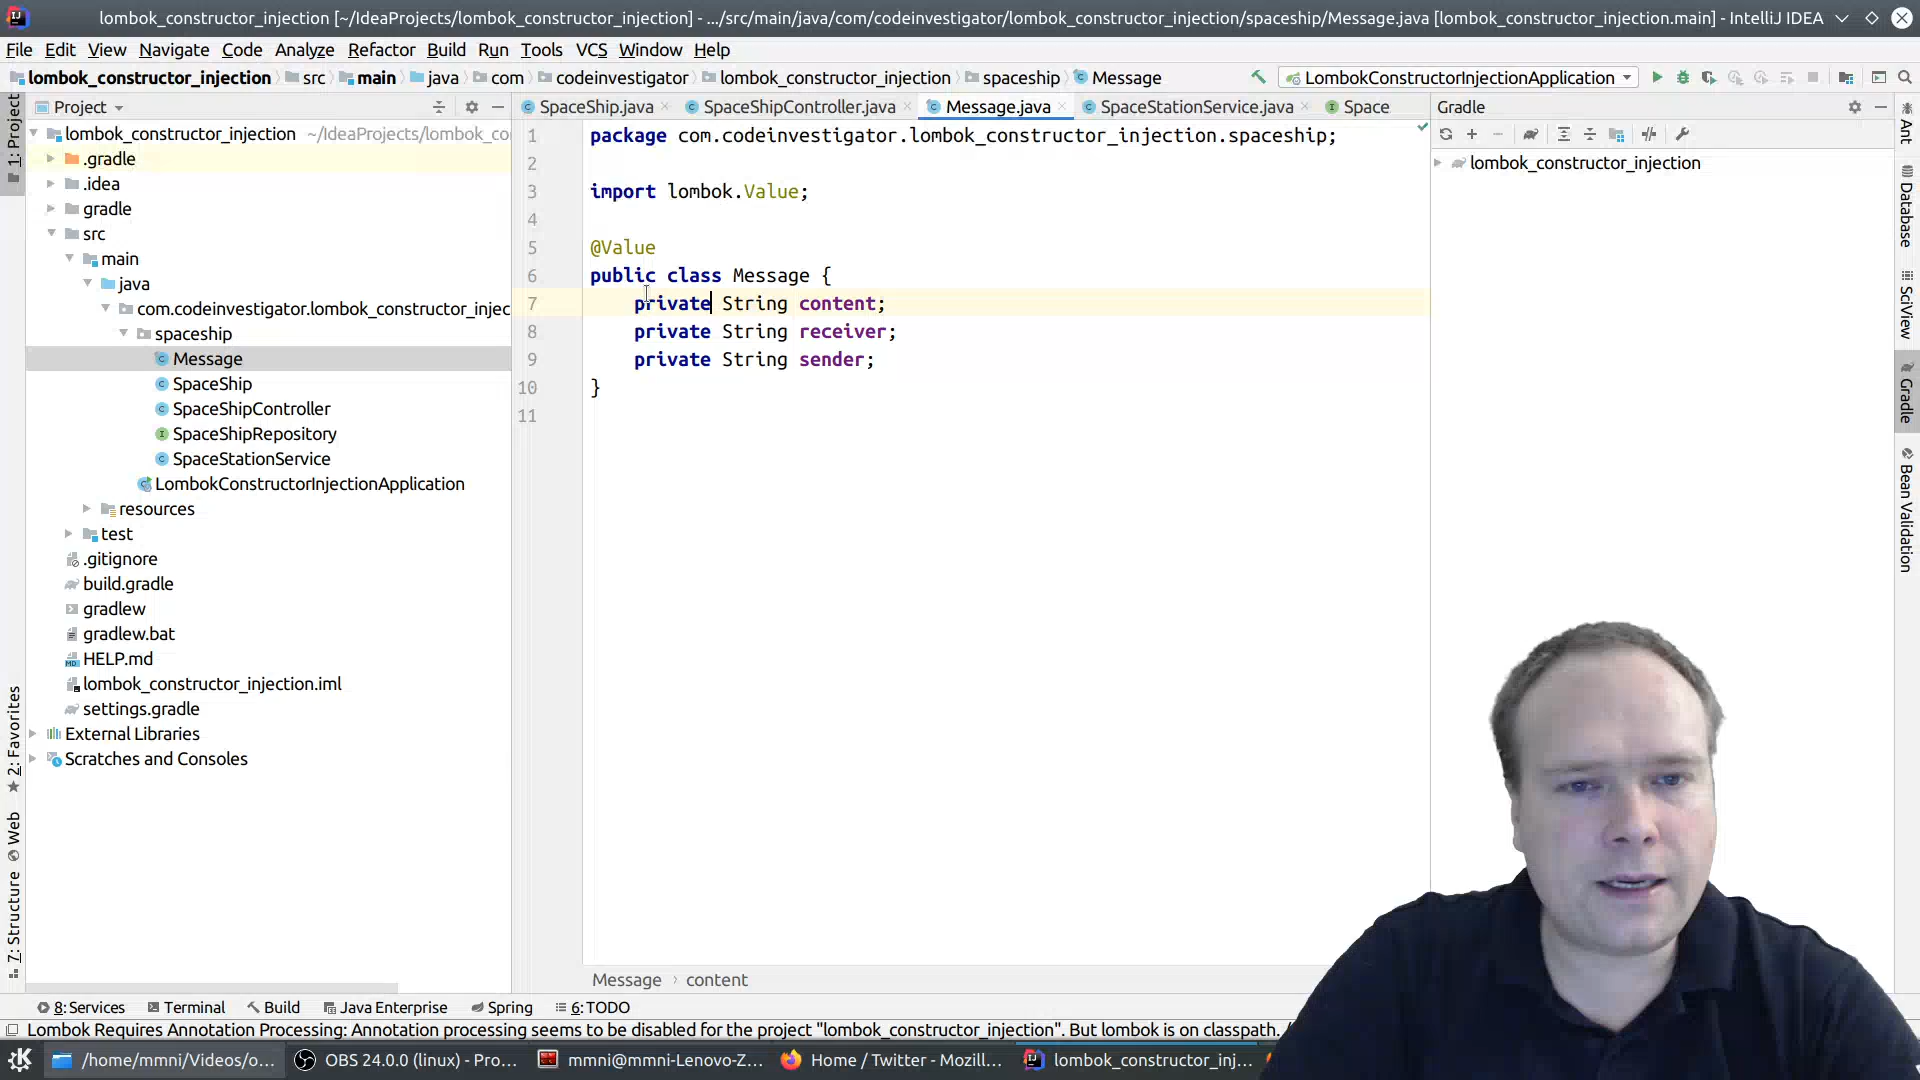 lombok_constructor_injection [~/IdeaProjects/lombok_constructor_injection] - .../src/main/java/com/codeinvestigator/lombok_constructor_injection/spaceship/Message.java [lombok_constructor_injection.main] - IntelliJ IDEA
File Edit View Navigate Code Analyze Refactor Build Run Tools VCS Window Help
lombok_constructor_injection src main java com codeinvestigator lombok_constructor_injection spaceship Message LombokConstructorInjectionApplication
Project
SpaceShip.java SpaceShipController.java Message.java SpaceStationService.java Space
Gradle
1: Project
lombok_constructor_injection ~/IdeaProjects/lombok_co
.gradle
.idea
gradle
src
main
java
com.codeinvestigator.lombok_constructor_injec
spaceship
Message
SpaceShip
SpaceShipController
SpaceShipRepository
SpaceStationService
LombokConstructorInjectionApplication
resources
test
.gitignore
build.gradle
gradlew
gradlew.bat
HELP.md
lombok_constructor_injection.iml
settings.gradle
External Libraries
Scratches and Consoles
2: Favorites
Web
7: Structure
1 package com.codeinvestigator.lombok_constructor_injection.spaceship;
2
3 import lombok.Value;
4
5 @Value
6 public class Message {
7 private String content;
8 private String receiver;
9 private String sender;
10 }
11
Message › content
lombok_constructor_injection
Ant
Database
SciView
Gradle
Bean Validation
8: Services Terminal Build Java Enterprise Spring 6: TODO
Lombok Requires Annotation Processing: Annotation processing seems to be disabled for the project "lombok_constructor_injection". But lombok is on classpath.
/home/mmni/Videos/o... OBS 24.0.0 (linux) - Pro... mmni@mmni-Lenovo-Z... Home / Twitter - Mozill... lombok_constructor_inj...